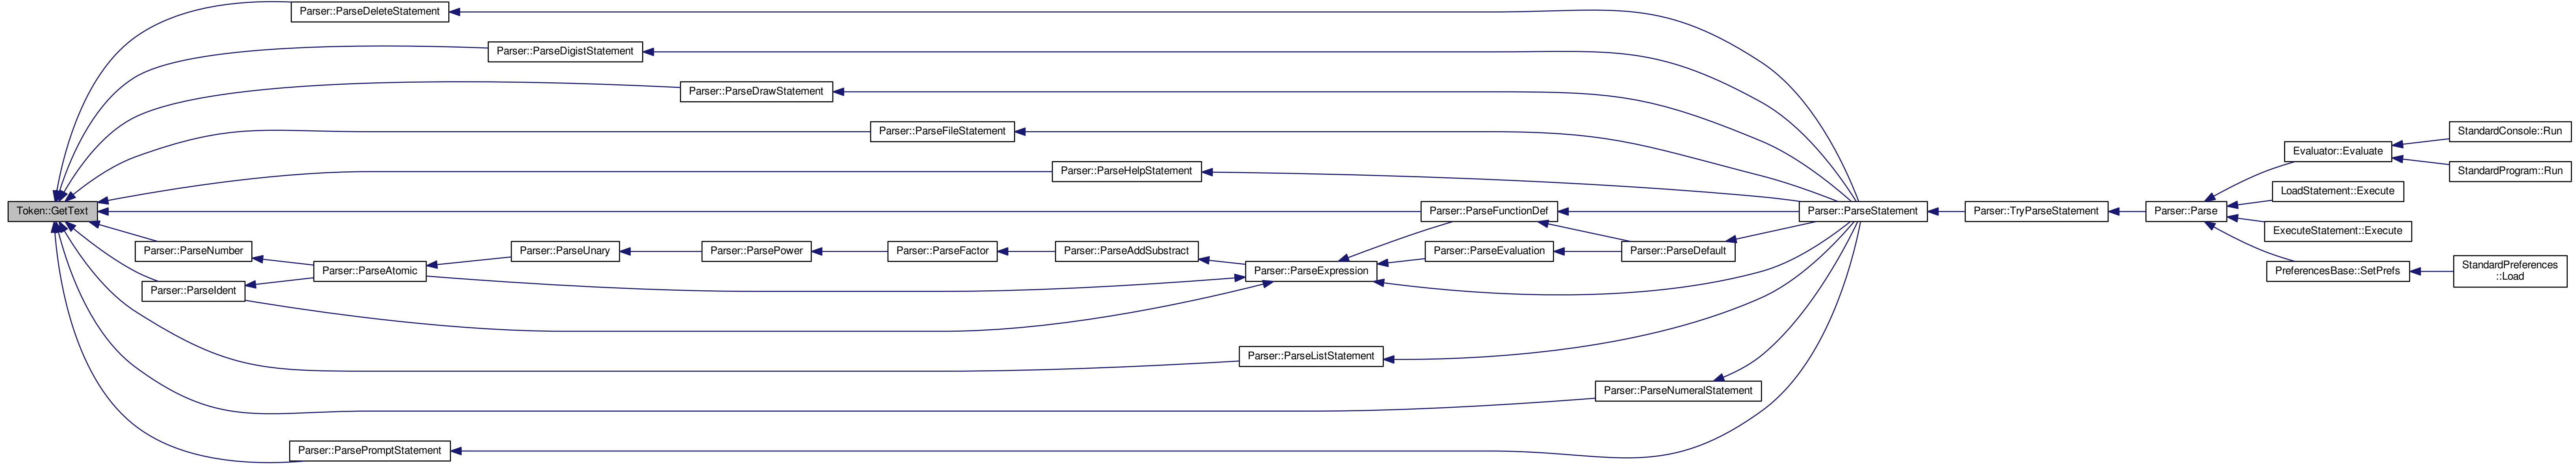 Parser::ParseDeleteStatement
Parser::ParseDigistStatement
Parser::ParseDrawStatement
Parser::ParseFileStatement
StandardConsole::Run
Evaluator::Evaluate
Parser::ParseHelpStatement
StandardProgram::Run
LoadStatement::Execute
Token::GetText
Parser::ParseFunctionDef
Parser::ParseStatement
Parser::TryParseStatement
Parser::Parse
ExecuteStatement::Execute
Parser::ParseNumber
Parser::ParseUnary
Parser::ParsePower
Parser::ParseFactor
Parser::ParseAddSubstract
Parser::ParseEvaluation
Parser::ParseDefault
Parser::ParseAtomic
Parser::ParseExpression
PreferencesBase::SetPrefs
StandardPreferences
::Load
Parser::ParseIdent
Parser::ParseListStatement
Parser::ParseNumeralStatement
Parser::ParsePromptStatement